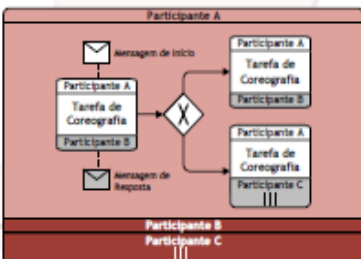 Participante A
Mensagem de Início
Participante A
Tarefa de
Coreografia
Participante B
Mensagem de
Resposta
X
Participante A
Tarefa de
Coreografia
Participante B
Participante A
Tarefa de
Coreografia
Participante C
Participante B
Participante C